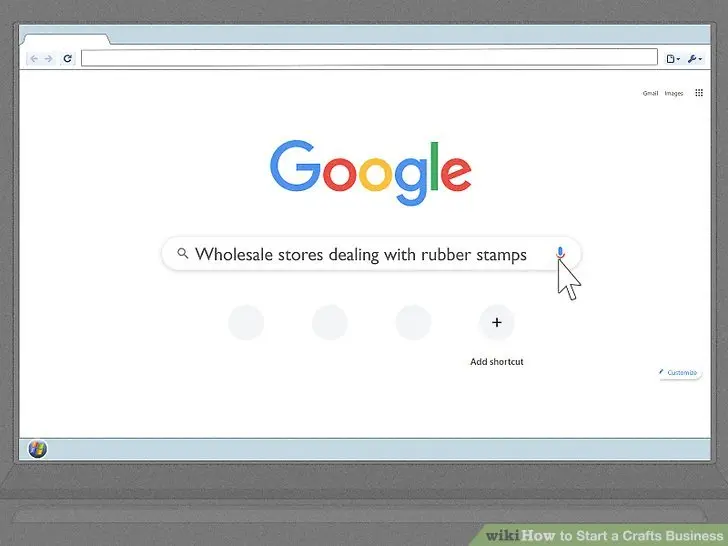 Gmail Images
Google
Wholesale stores dealing with rubber stamps
Add shortcut
Customize
wikiHow to Start a Crafts Business